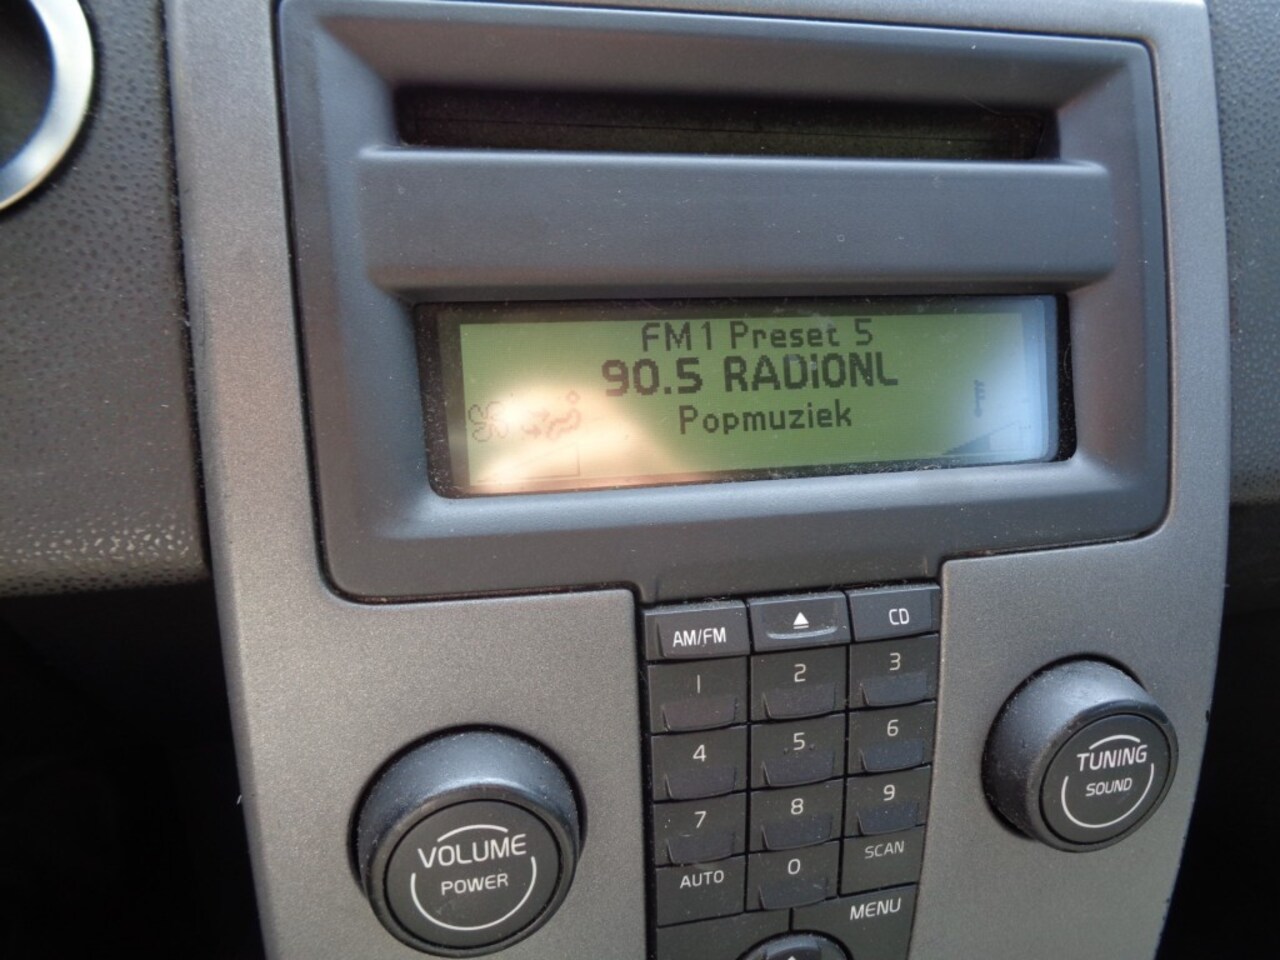 FM1 Preset 5
90.5 RADiONL
Popmuziek
AM/FM
CD
1
2
3
4
5
6
7
8
9
AUTO
0
SCAN
MENU
VOLUME
POWER
TUNING
SOUND